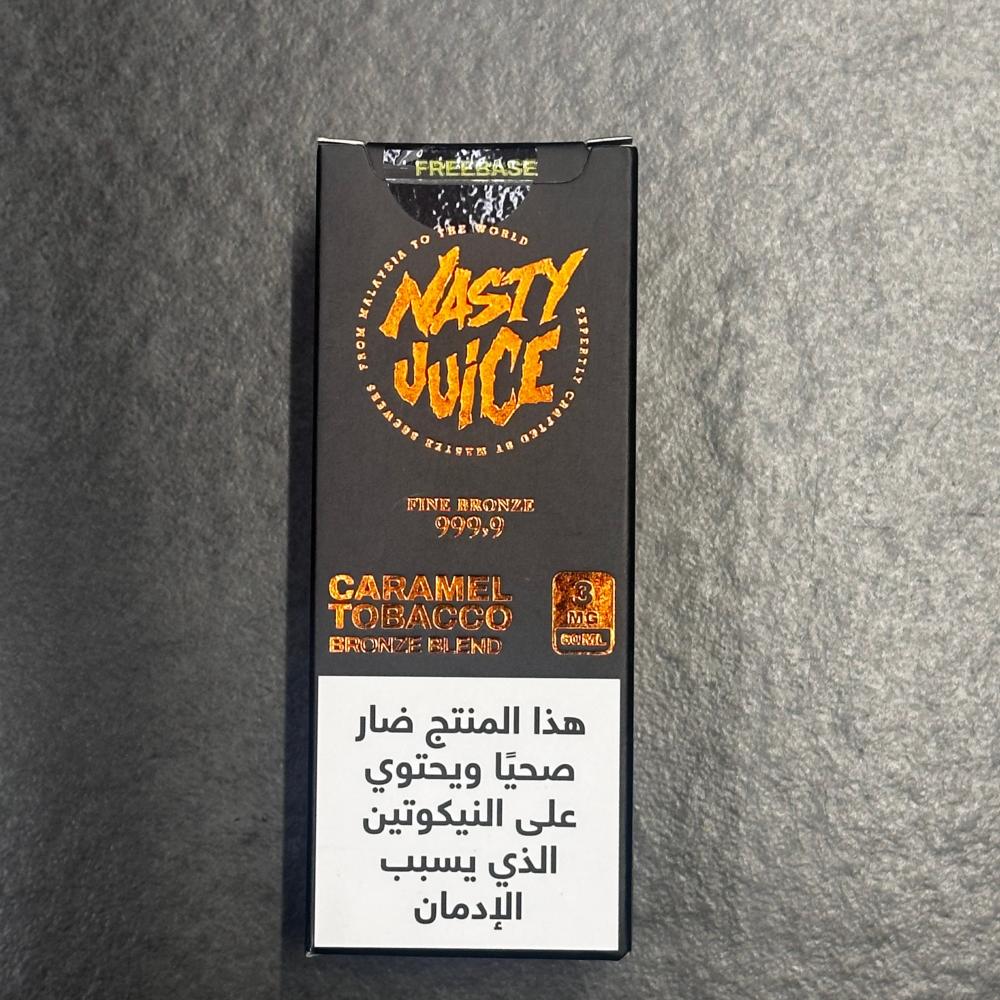 FREEBASE
FROM MALAYSIA TO THE WORLD
EXPERTLY CRAFTED BY MASTER BREWERS
NASTY
JUICE
FINE BRONZE
999,9
CARAMEL
TOBACCO
BRONZE BLEND
3
MG
60ML
هذا المنتج ضار
صحيًا ويحتوي
على النيكوتين
الذي يسبب
الإدمان